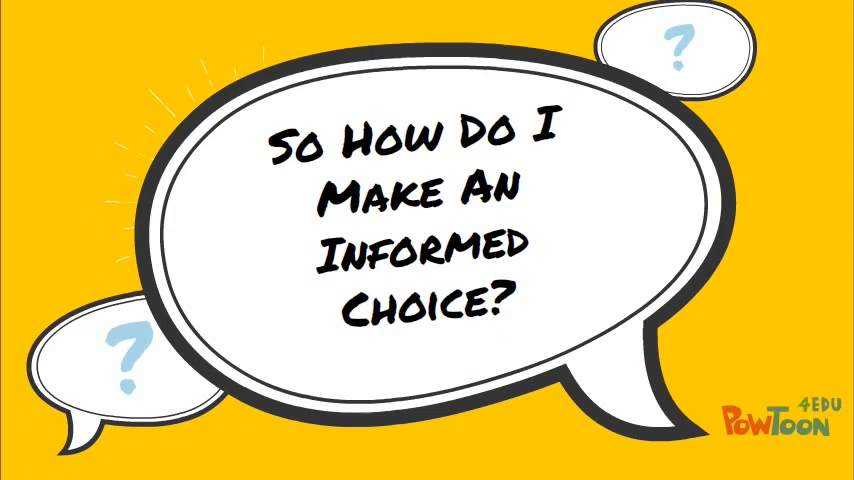 ?
So How Do I
Make An
Informed
Choice?
?
4EDU
PowToon